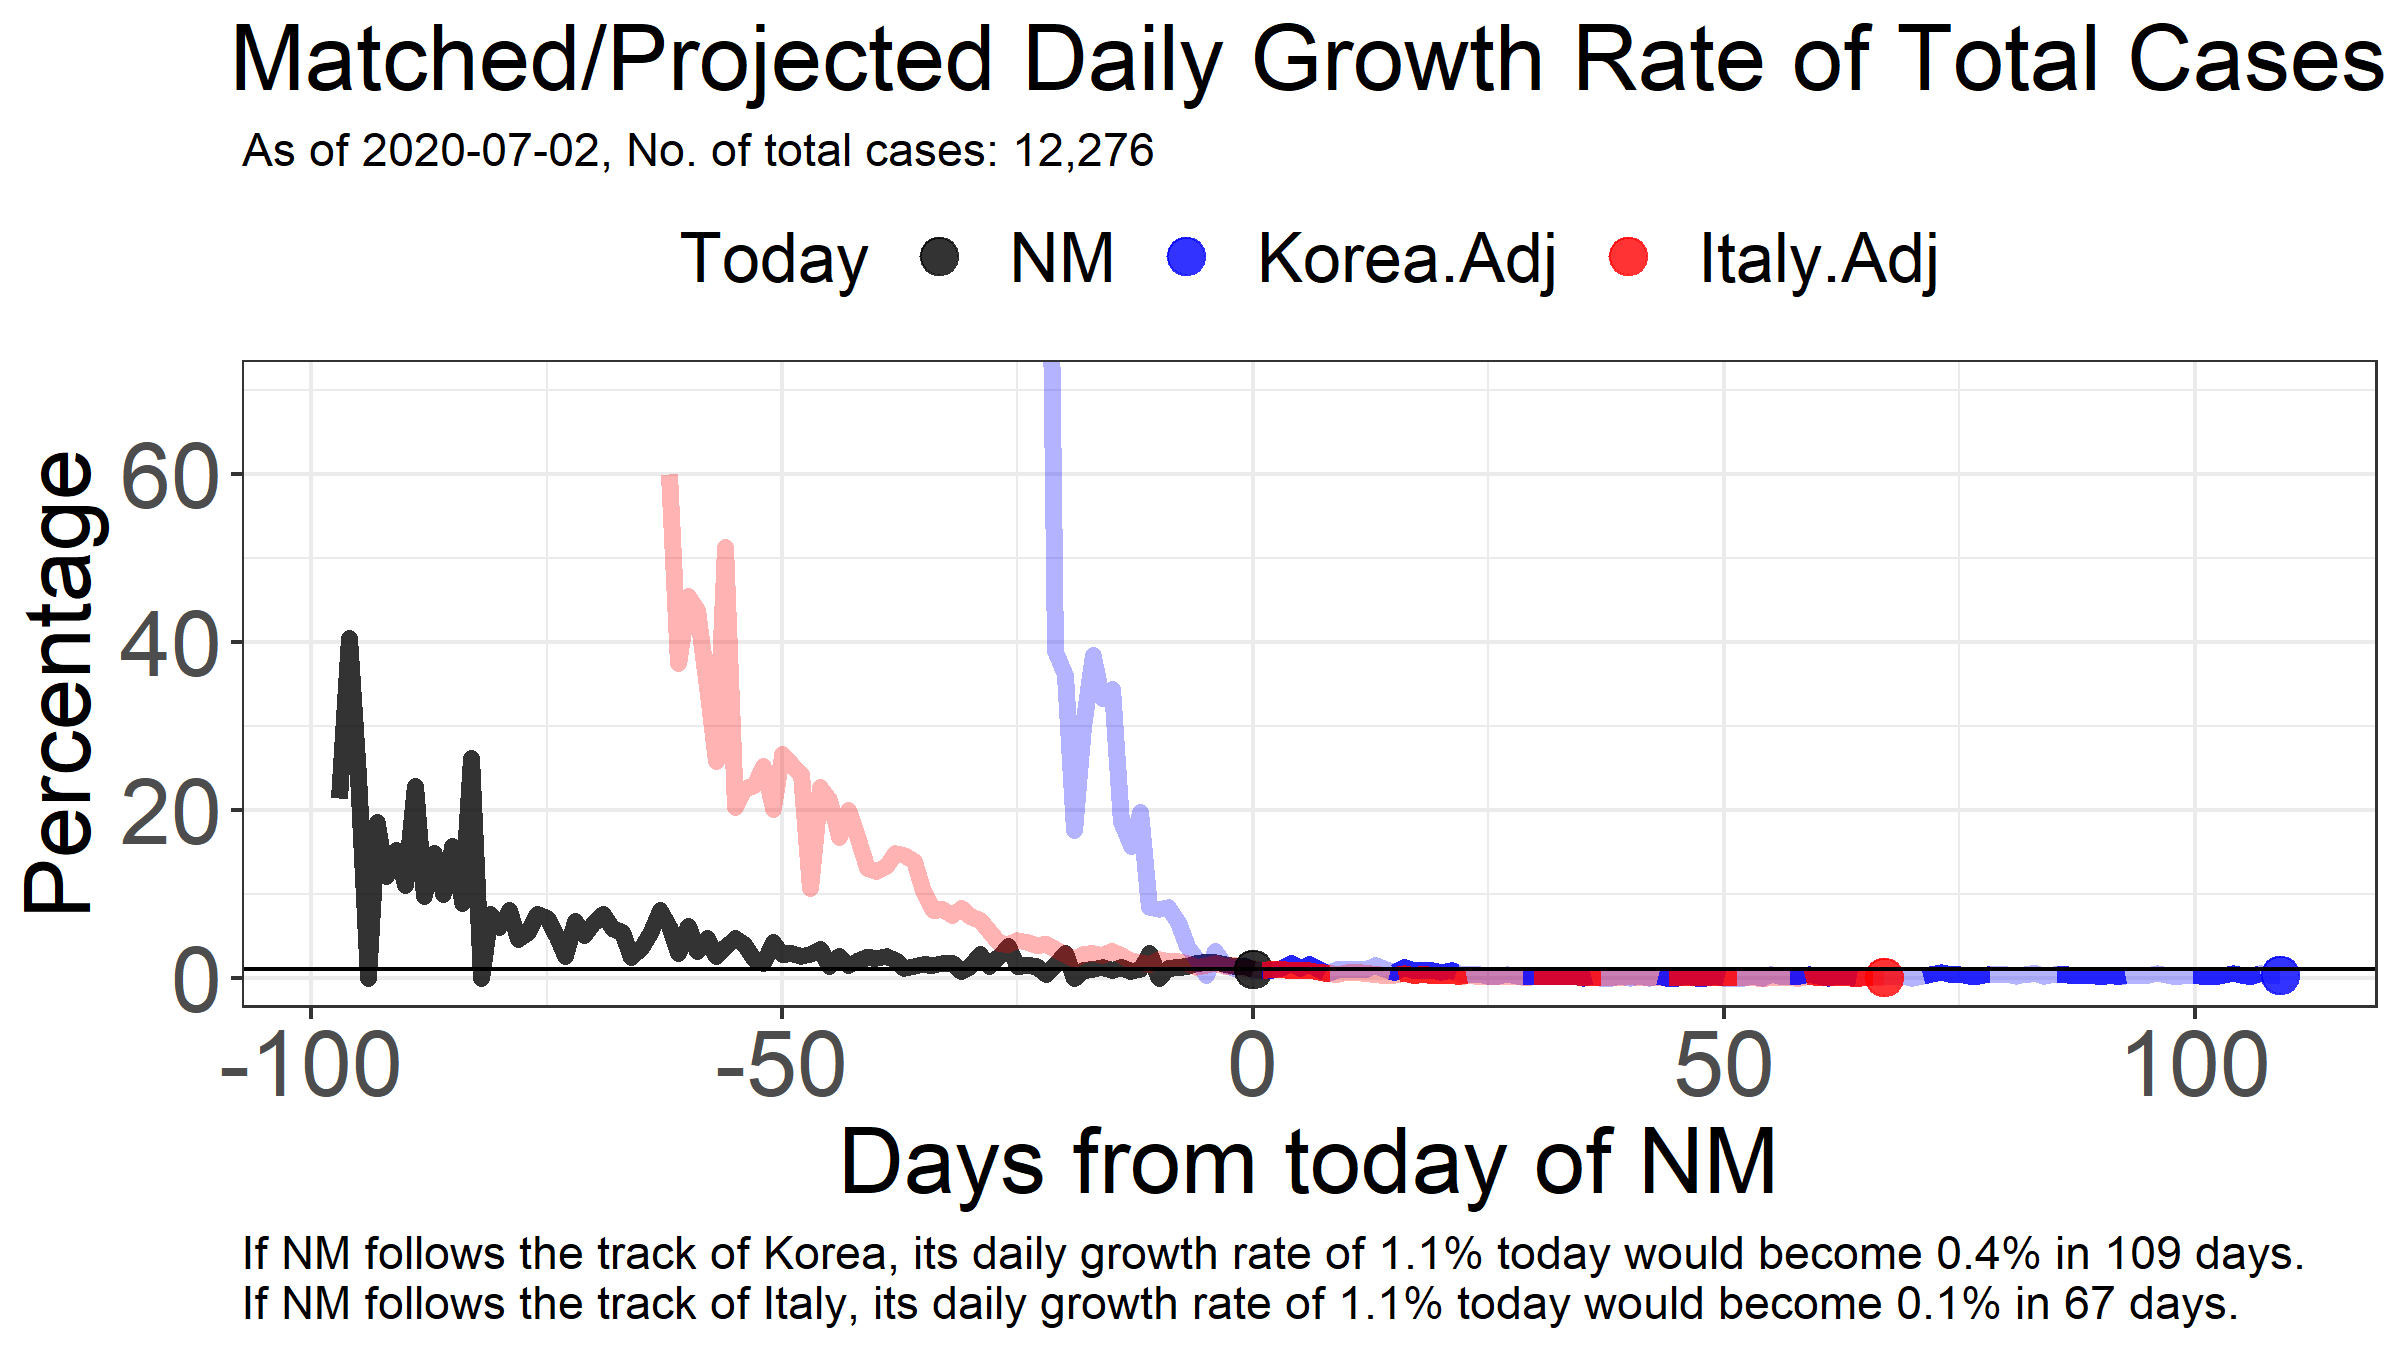 Matched/Projected Daily Growth Rate of Total Cases
As of 2020-07-02, No. of total cases: 12,276
Today NM Korea.Adj Italy.Adj
Percentage
60
40
20
0
-100 -50 0 50 100
Days from today of NM
If NM follows the track of Korea, its daily growth rate of 1.1% today would become 0.4% in 109 days.
If NM follows the track of Italy, its daily growth rate of 1.1% today would become 0.1% in 67 days.